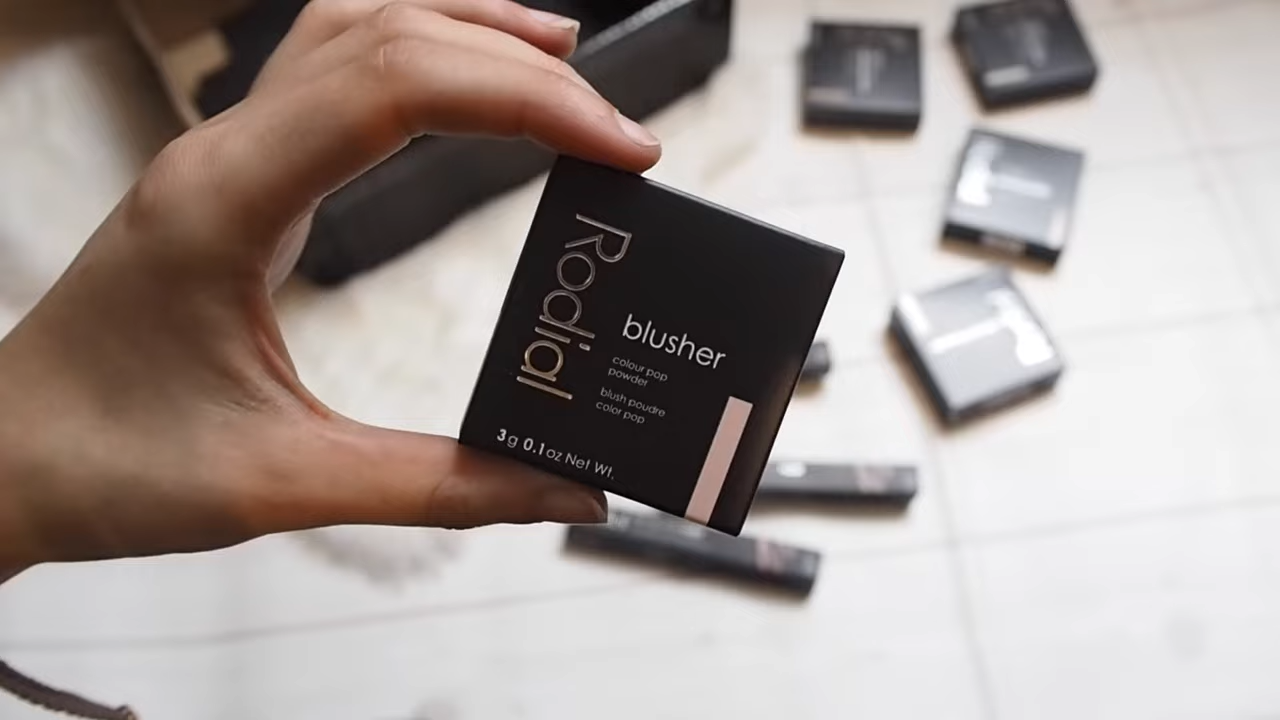 Rodial
blusher
colour pop
powder
blush poudre
color pop
3g 0.1oz Net Wt.